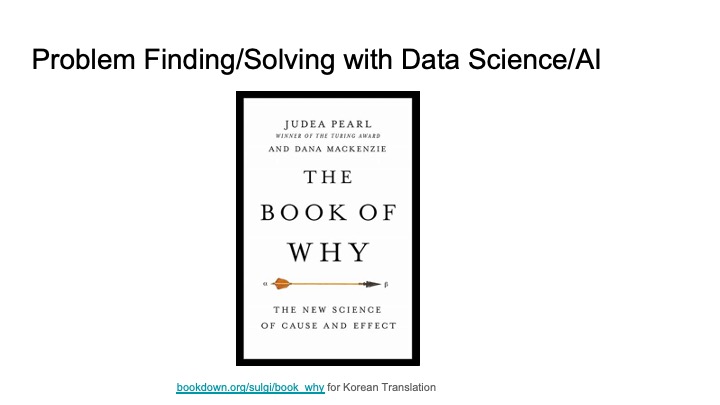 Problem Finding/Solving with Data Science/AI
JUDEA PEARL
WINNER OF THE TURING AWARD
AND DANA MACKENZIE
THE
BOOK OF
WHY
α β
THE NEW SCIENCE
OF CAUSE AND EFFECT
bookdown.org/sulgi/book_why for Korean Translation